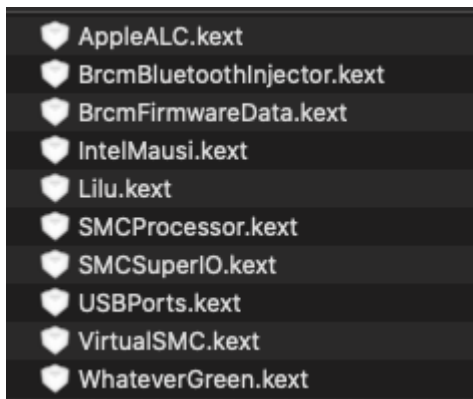 AppleALC.kext
BrcmBluetoothInjector.kext
BrcmFirmwareData.kext
IntelMausi.kext
Lilu.kext
SMCProcessor.kext
SMCSuperIO.kext
USBPorts.kext
VirtualSMC.kext
WhateverGreen.kext